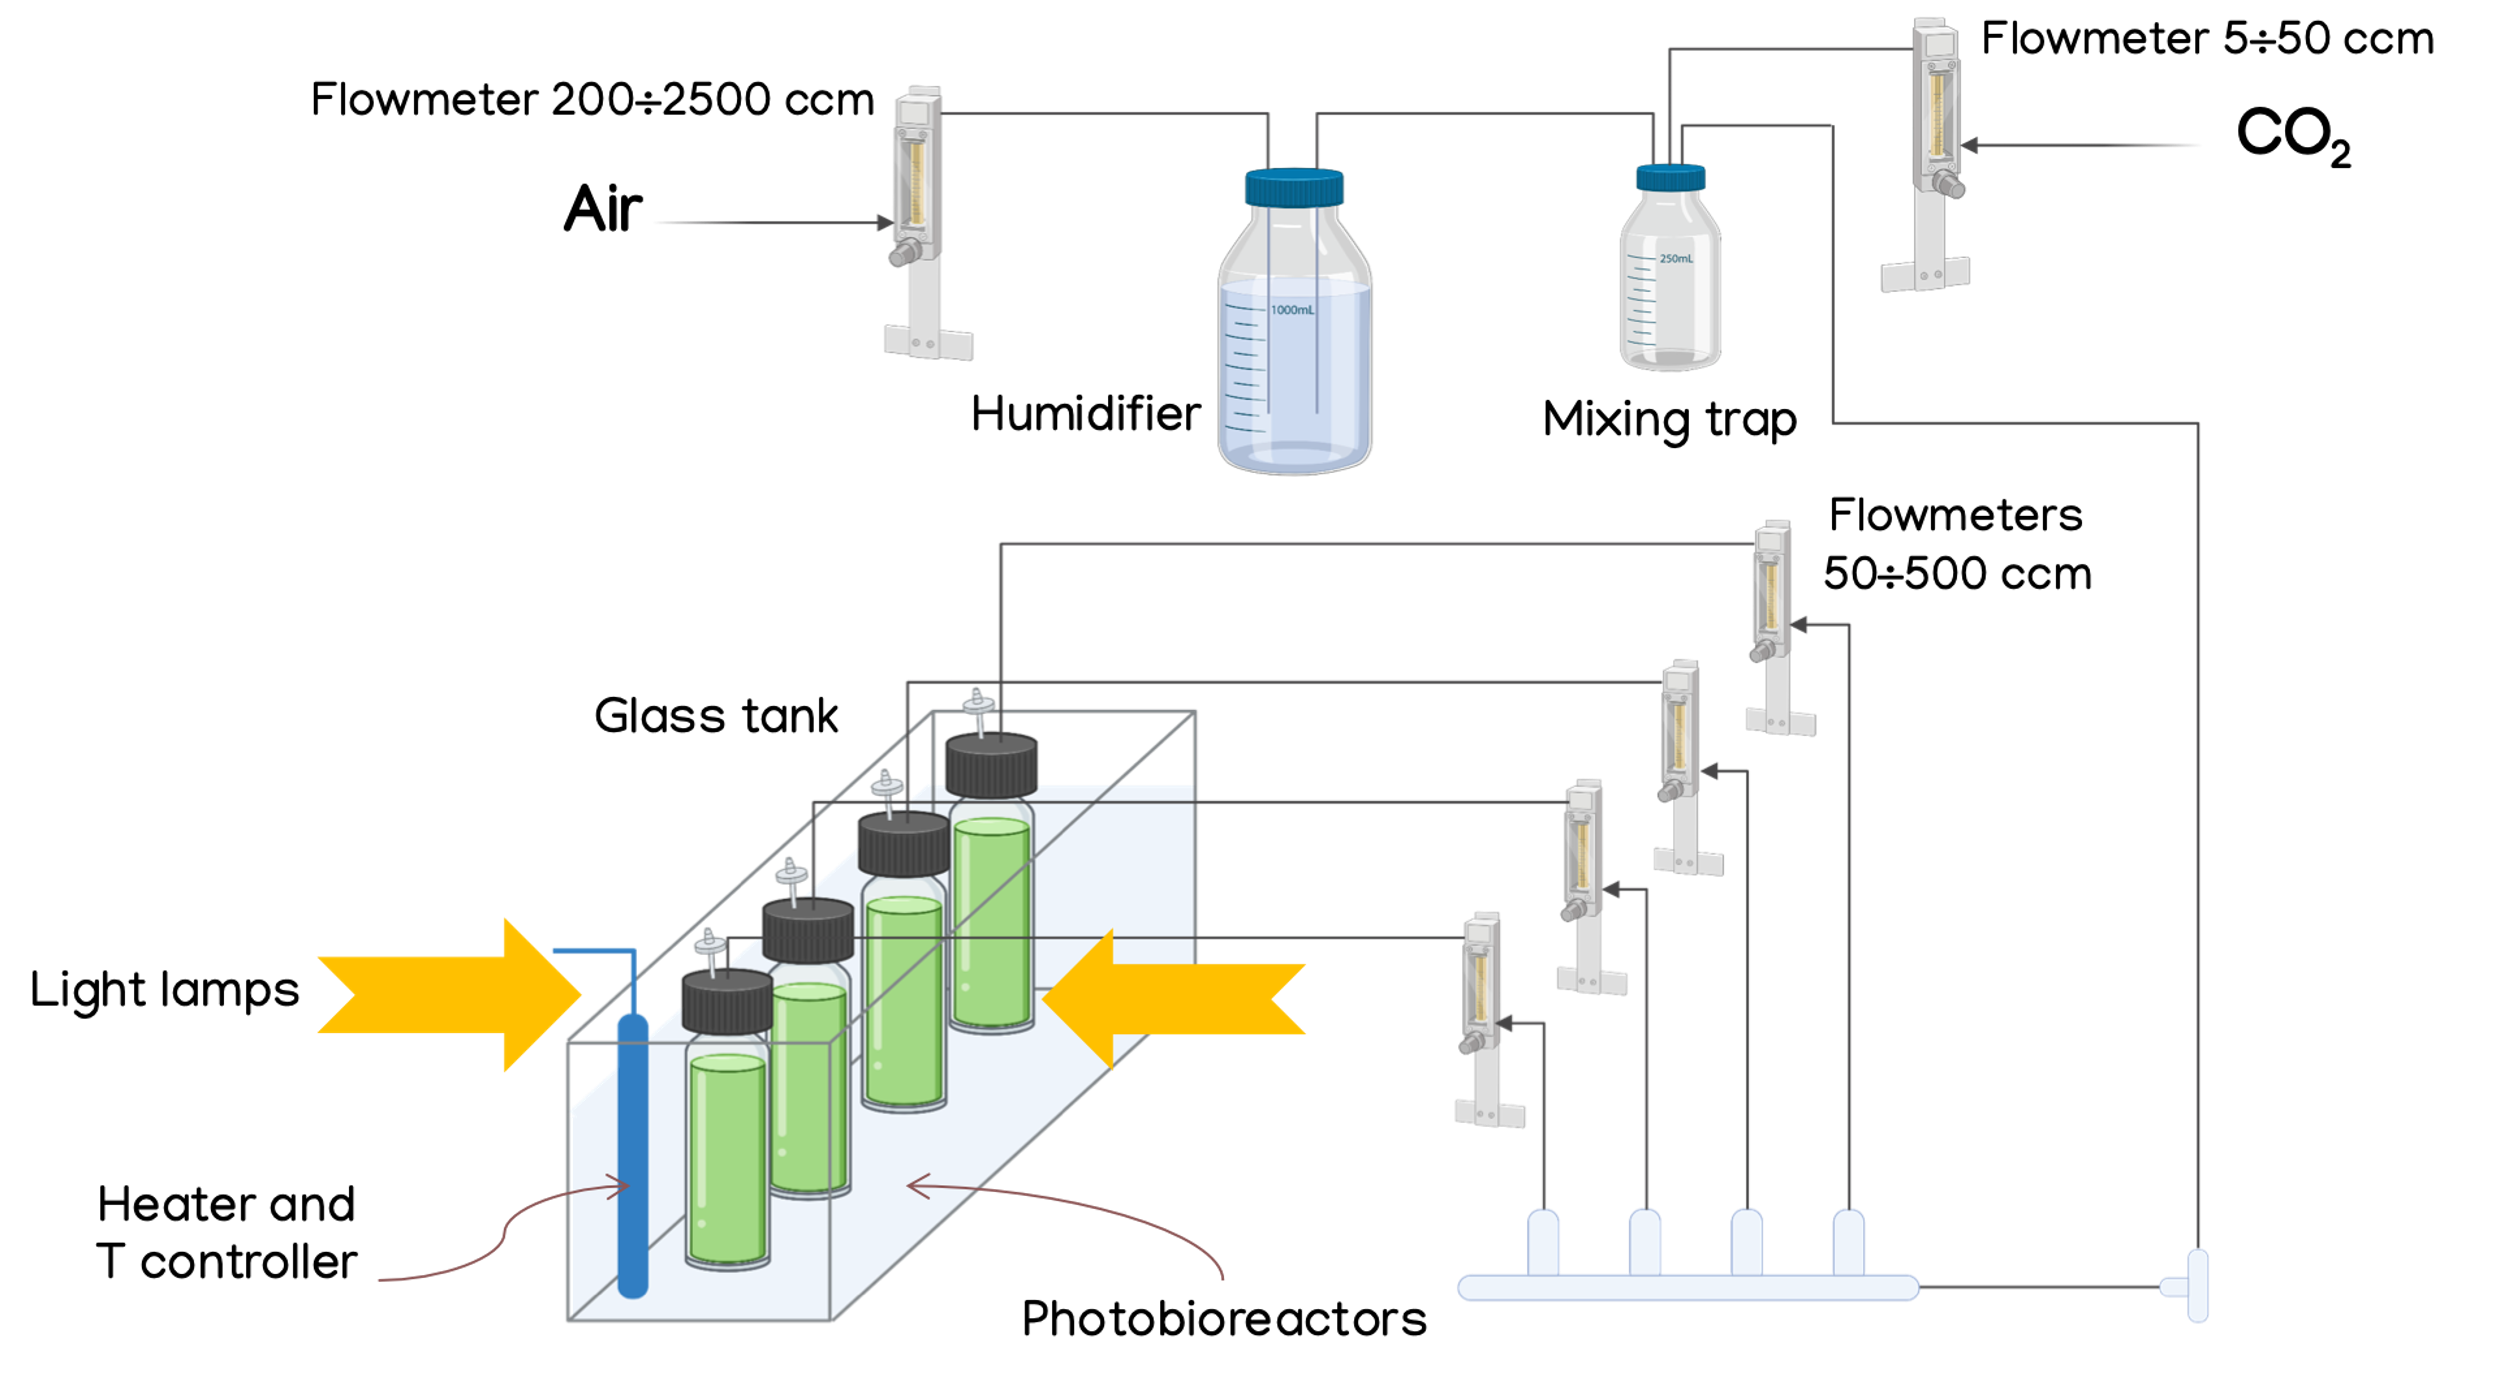 Flowmeter 5÷50 ccm
Flowmeter 200÷2500 ccm
CO₂
Air
250mL
1000mL
Humidifier
Mixing trap
Flowmeters
50÷500 ccm
Glass tank
Light lamps
Heater and
T controller
Photobioreactors